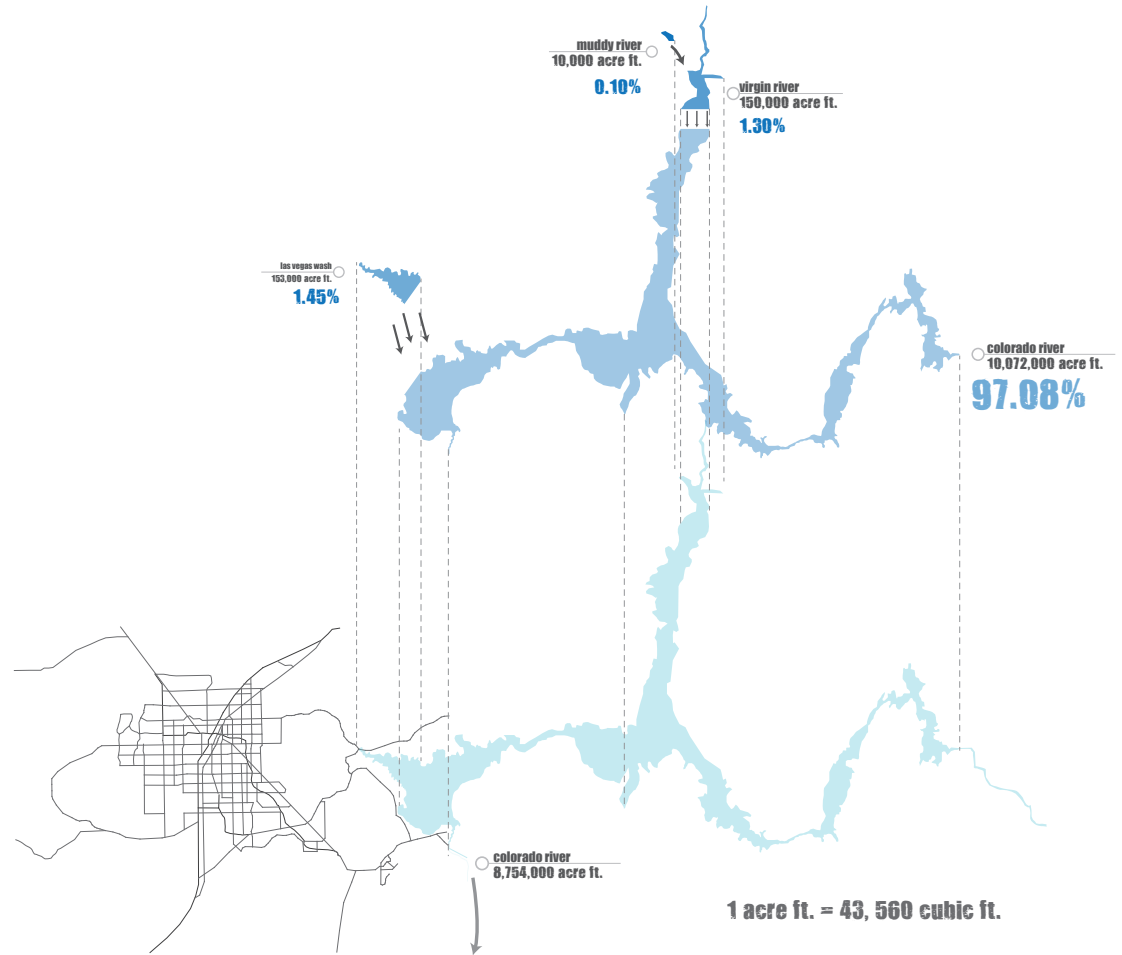 muddy river
10,000 acre ft.
0.10%
virgin river
150,000 acre ft.
1.30%
las vegas wash
153,000 acre ft.
1.45%
colorado river
10,072,000 acre ft.
97.08%
colorado river
8,754,000 acre ft.
1 acre ft. = 43, 560 cubic ft.